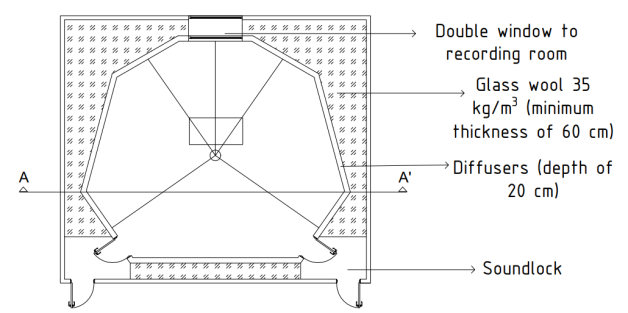 Double window to
recording room
Glass wool 35
kg/m³ (minimum
thickness of 60 cm)
A
A'
Diffusers (depth of
20 cm)
Soundlock